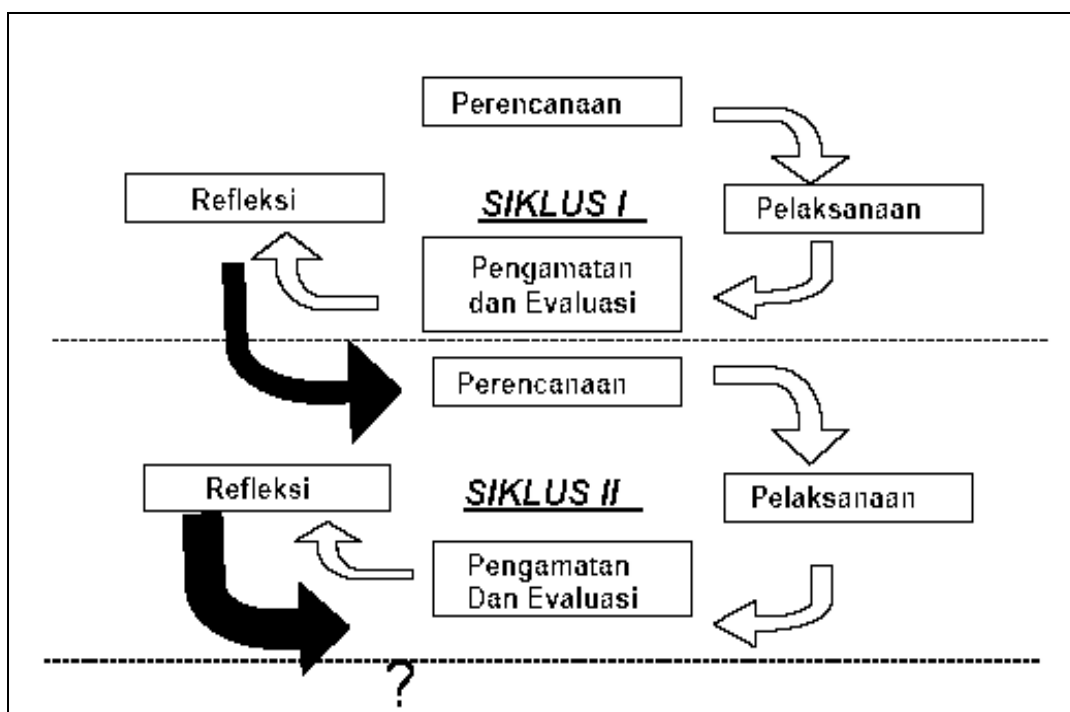 Perencanaan
Refleksi
SIKLUS I
Pelaksanaan
Pengamatan
dan Evaluasi
Perencanaan
Refleksi
SIKLUS II
Pelaksanaan
Pengamatan
Dan Evaluasi
?